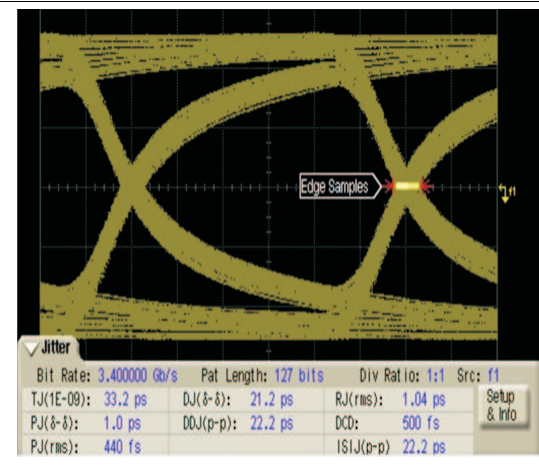 Edge Samples
f1
Jitter
Bit Rate: 3.400000 Gb/s Pat Length: 127 bits Div Ratio: 1:1 Src: f1
TJ(1E-09): 33.2 ps DJ(δ-δ): 21.2 ps RJ(rms): 1.04 ps Setup & Info
PJ(δ-δ): 1.0 ps DDJ(p-p): 22.2 ps DCD: 500 fs
PJ(rms): 440 fs ISIJ(p-p) 22.2 ps